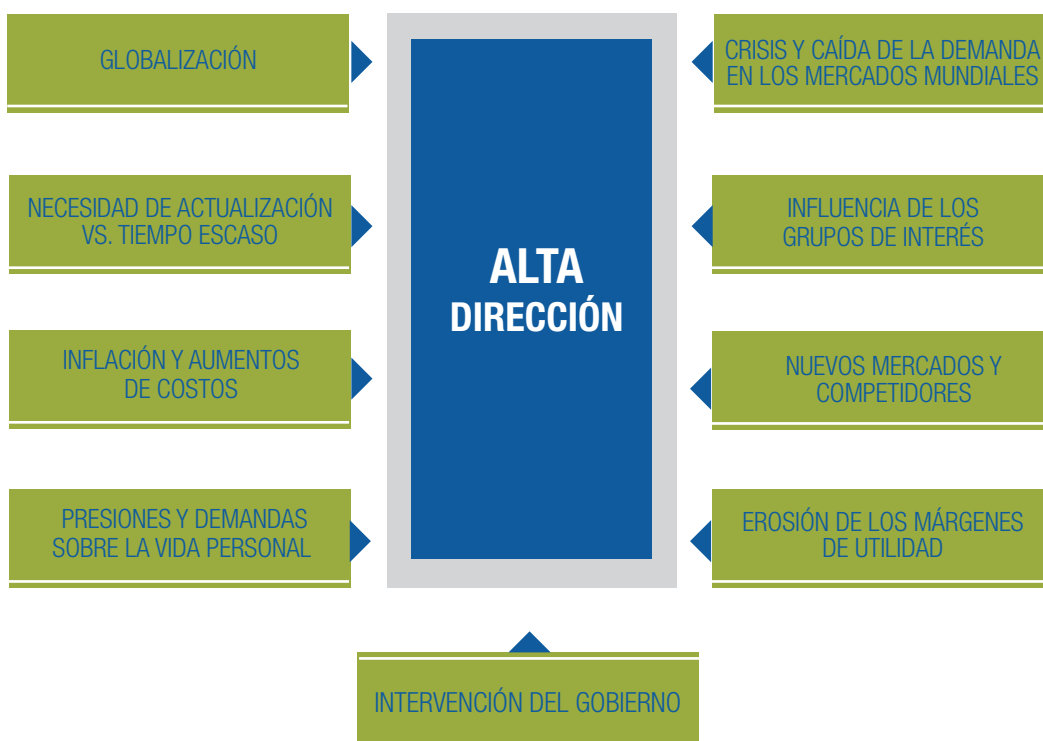 GLOBALIZACIÓN
NECESIDAD DE ACTUALIZACIÓN
VS. TIEMPO ESCASO
INFLACIÓN Y AUMENTOS
DE COSTOS
PRESIONES Y DEMANDAS
SOBRE LA VIDA PERSONAL
ALTA
DIRECCIÓN
CRISIS Y CAÍDA DE LA DEMANDA
EN LOS MERCADOS MUNDIALES
INFLUENCIA DE LOS
GRUPOS DE INTERÉS
NUEVOS MERCADOS Y
COMPETIDORES
EROSIÓN DE LOS MÁRGENES
DE UTILIDAD
INTERVENCIÓN DEL GOBIERNO